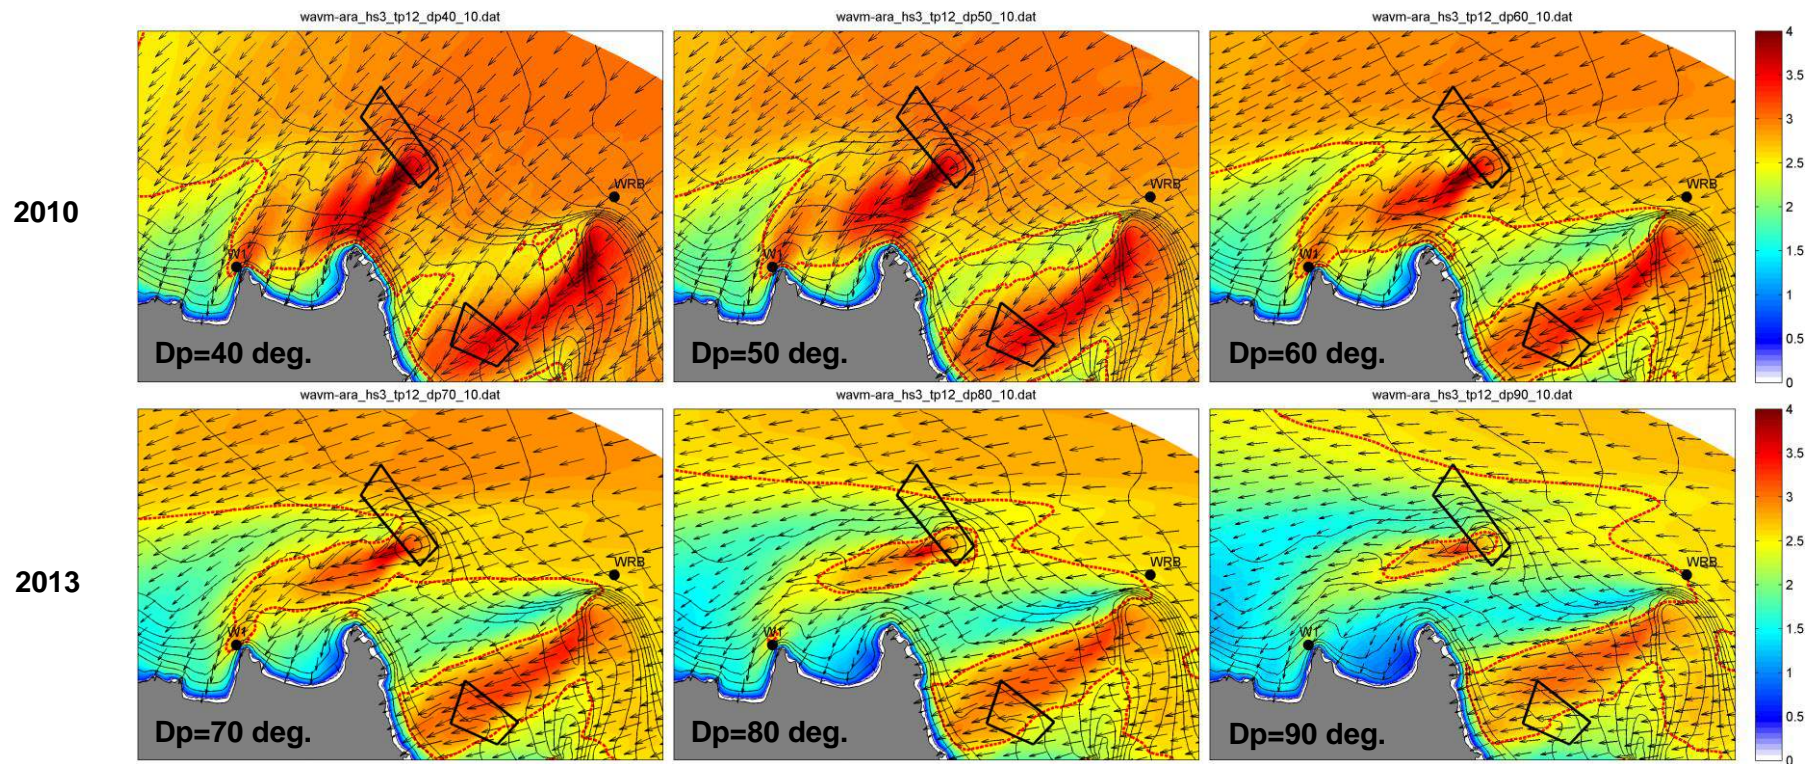 wavm-ara_hs3_tp12_dp40_10.dat
wavm-ara_hs3_tp12_dp50_10.dat
wavm-ara_hs3_tp12_dp60_10.dat
2010
WRB
W1
Dp=40 deg.
WRB
W1
Dp=50 deg.
WRB
W1
Dp=60 deg.
4
3.5
3
2.5
2
1.5
1
0.5
0
wavm-ara_hs3_tp12_dp70_10.dat
wavm-ara_hs3_tp12_dp80_10.dat
wavm-ara_hs3_tp12_dp90_10.dat
2013
WRB
W1
Dp=70 deg.
WRB
W1
Dp=80 deg.
WRB
W1
Dp=90 deg.
4
3.5
3
2.5
2
1.5
1
0.5
0